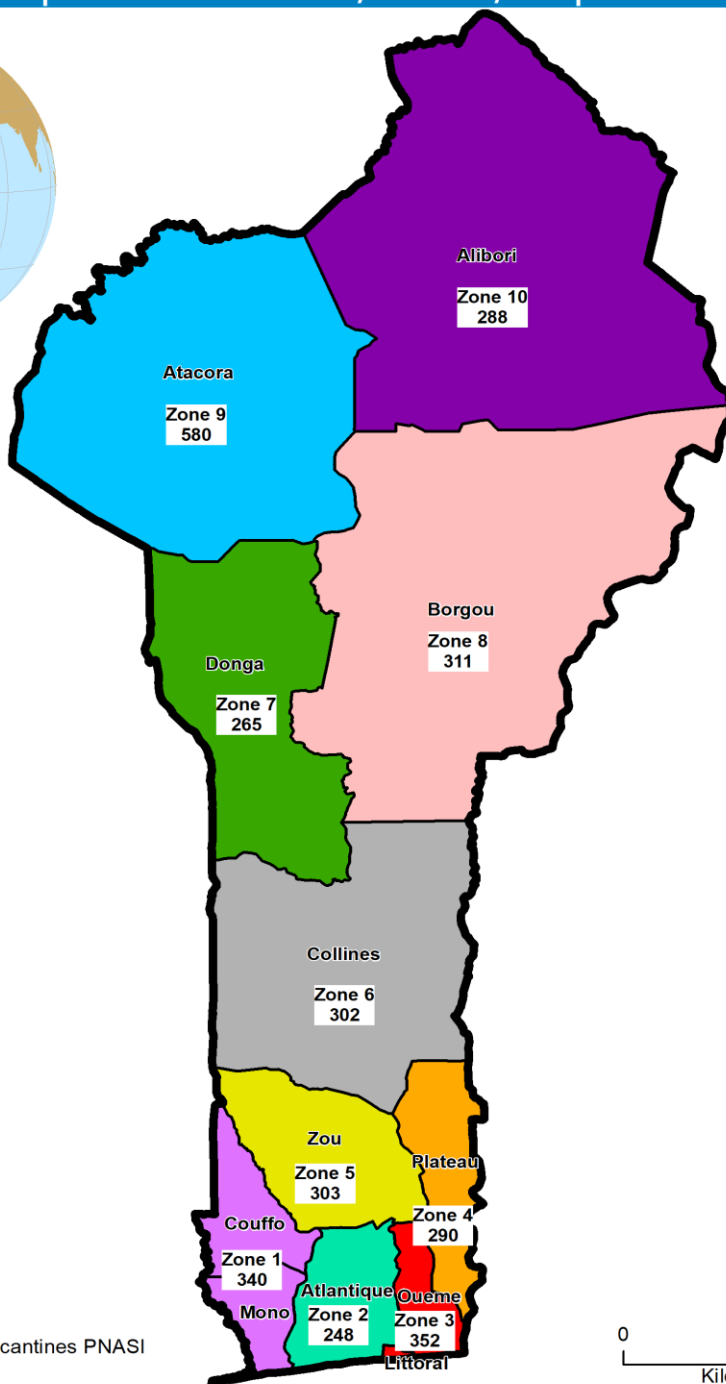 Alibori
Zone 10
288
Atacora
Zone 9
580
Borgou
Zone 8
311
Donga
Zone 7
265
Collines
Zone 6
302
Zou
Zone 5
303
Plateau
Zone 4
290
Couffo
Zone 1
340
Mono
Atlantique
Zone 2
248
Oueme
Zone 3
352
Littoral
cantines PNASI
0